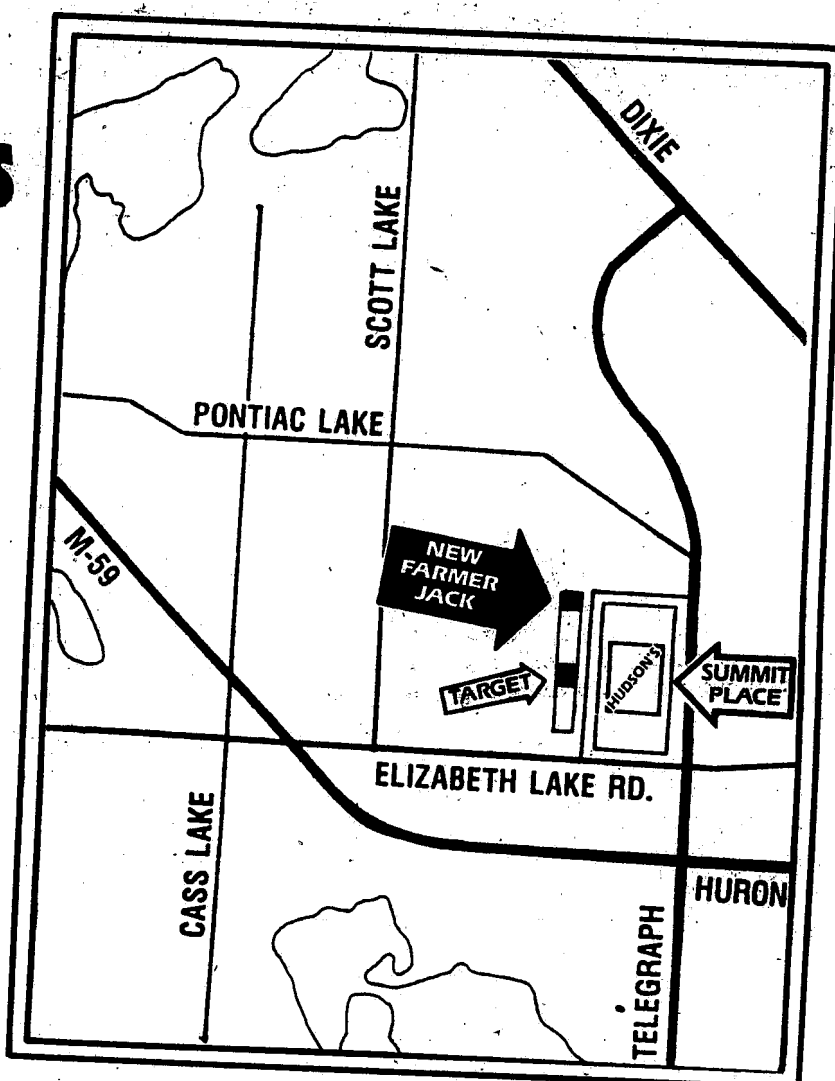 DIXIE
SCOTT LAKE
PONTIAC LAKE
M-59
NEW
FARMER
JACK
TARGET
HUDSON'S
SUMMIT
PLACE
ELIZABETH LAKE RD.
CASS LAKE
HURON
TELEGRAPH